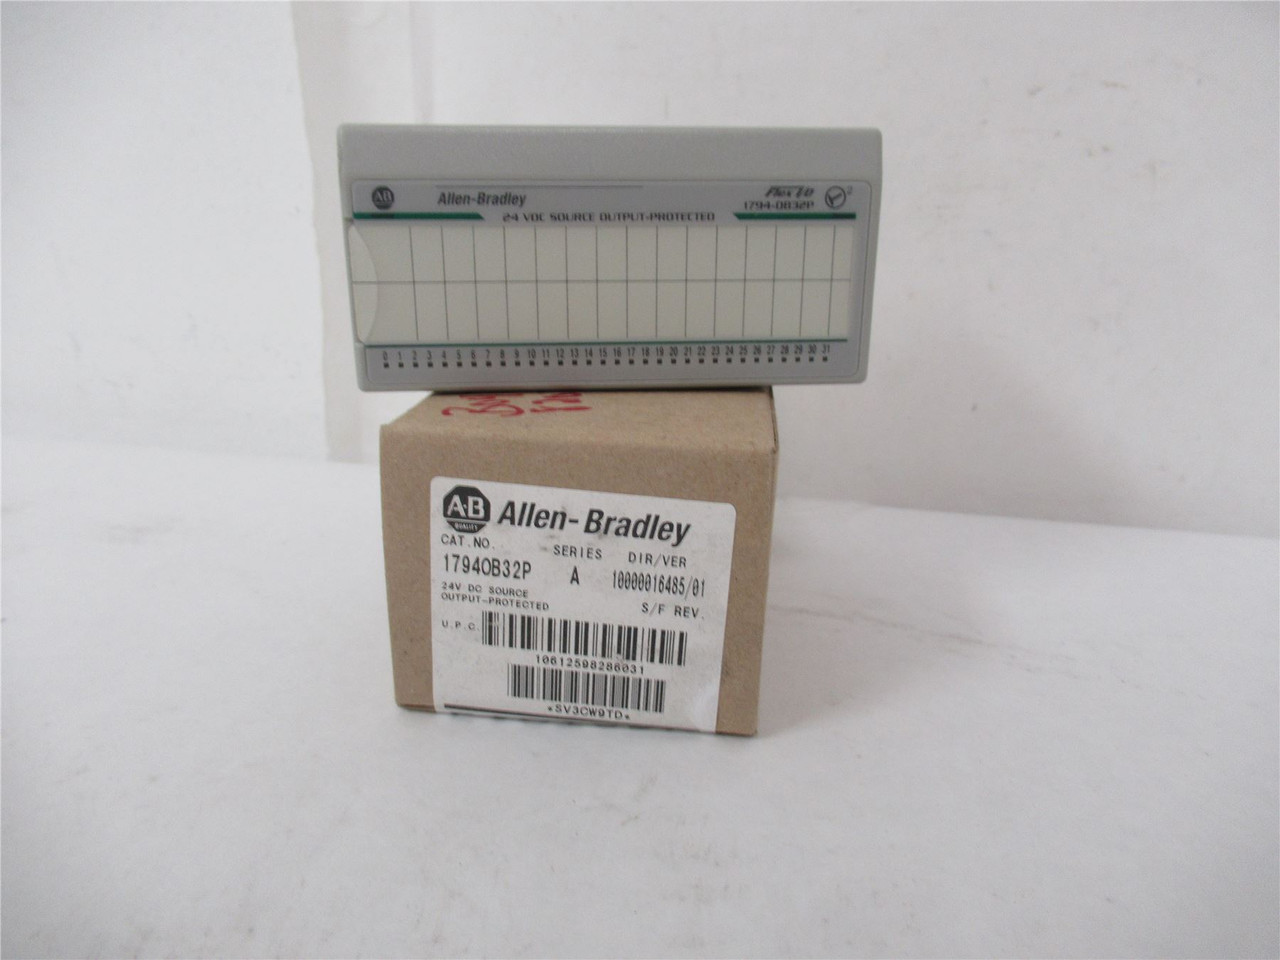 AB Allen-Bradley Flex I/O 2
1794-OB32P
24 VDC SOURCE OUTPUT-PROTECTED
0 1 2 3 4 5 6 7 8 9 10 11 12 13 14 15 16 17 18 19 20 21 22 23 24 25 26 27 28 29 30 31
A-B QUALITY Allen-Bradley
CAT.NO. SERIES DIR/VER
1794OB32P A 10000016485/01
24V DC SOURCE
OUTPUT-PROTECTED S/F REV.
U.P.C.
10612598286031
*SV3CW9TD*